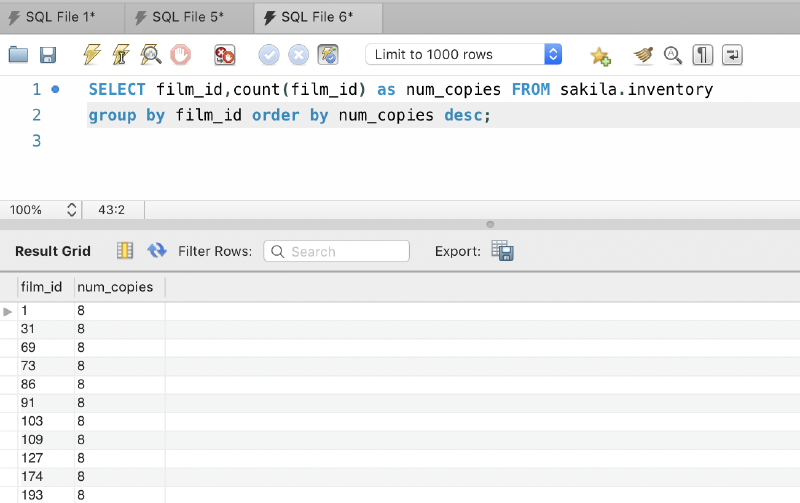 SQL File 1* SQL File 5* SQL File 6*
Limit to 1000 rows
1 SELECT film_id,count(film_id) as num_copies FROM sakila.inventory
2 group by film_id order by num_copies desc;
3
100% 43:2
Result Grid Filter Rows: Search Export:
film_id num_copies
1 8
31 8
69 8
73 8
86 8
91 8
103 8
109 8
127 8
174 8
193 8